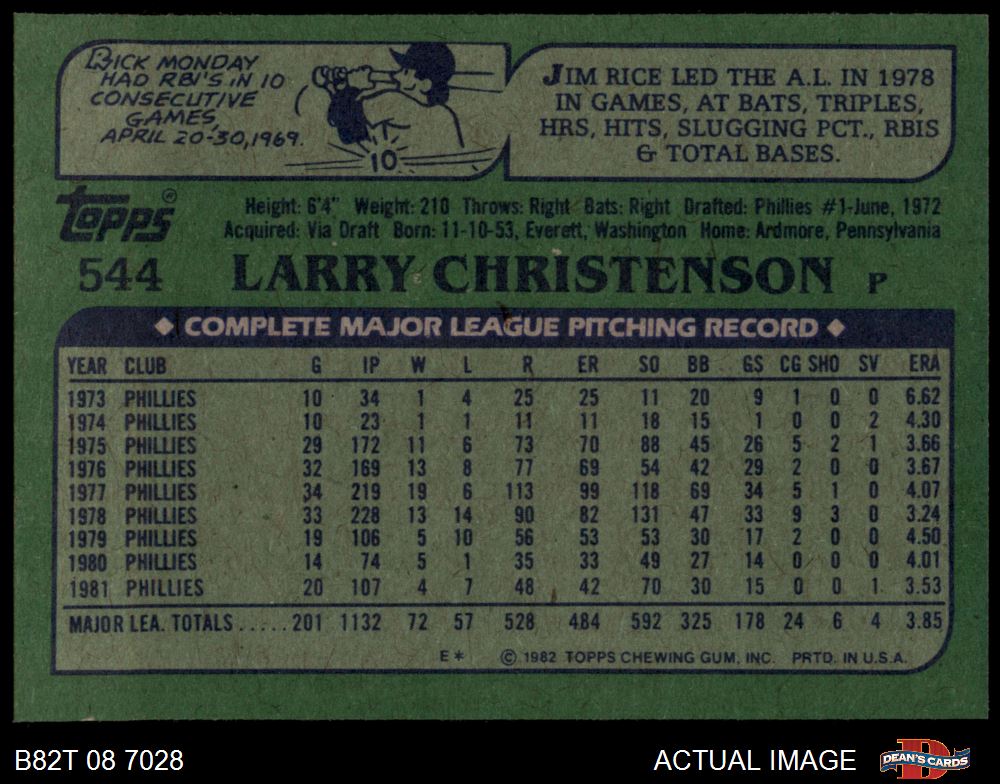 RICK MONDAY
HAD RBI'S IN 10
CONSECUTIVE
GAMES,
APRIL 20-30, 1969.
10
JIM RICE LED THE A.L. IN 1978
IN GAMES, AT BATS, TRIPLES,
HRS, HITS, SLUGGING PCT., RBIS
& TOTAL BASES.
TOPPS®
Height: 6'4" Weight: 210 Throws: Right Bats: Right Drafted: Phillies #1-June, 1972
Acquired: Via Draft Born: 11-10-53, Everett, Washington Home: Ardmore, Pennsylvania
544 LARRY CHRISTENSON P
◆ COMPLETE MAJOR LEAGUE PITCHING RECORD ◆
YEAR CLUB G IP W L R ER SO BB GS CG SHO SV ERA
1973 PHILLIES 10 34 1 4 25 25 11 20 9 1 0 0 6.62
1974 PHILLIES 10 23 1 1 11 11 18 15 1 0 0 2 4.30
1975 PHILLIES 29 172 11 6 73 70 88 45 26 5 2 1 3.66
1976 PHILLIES 32 169 13 8 77 69 54 42 29 2 0 0 3.67
1977 PHILLIES 34 219 19 6 113 99 118 69 34 5 1 0 4.07
1978 PHILLIES 33 228 13 14 90 82 131 47 33 9 3 0 3.24
1979 PHILLIES 19 106 5 10 56 53 53 30 17 2 0 0 4.50
1980 PHILLIES 14 74 5 1 35 33 49 27 14 0 0 0 4.01
1981 PHILLIES 20 107 4 7 48 42 70 30 15 0 0 1 3.53
MAJOR LEA. TOTALS.....201 1132 72 57 528 484 592 325 178 24 6 4 3.85
E* © 1982 TOPPS CHEWING GUM, INC. PRTD. IN U.S.A.
B82T 08 7028 ACTUAL IMAGE D DEAN'S CARDS